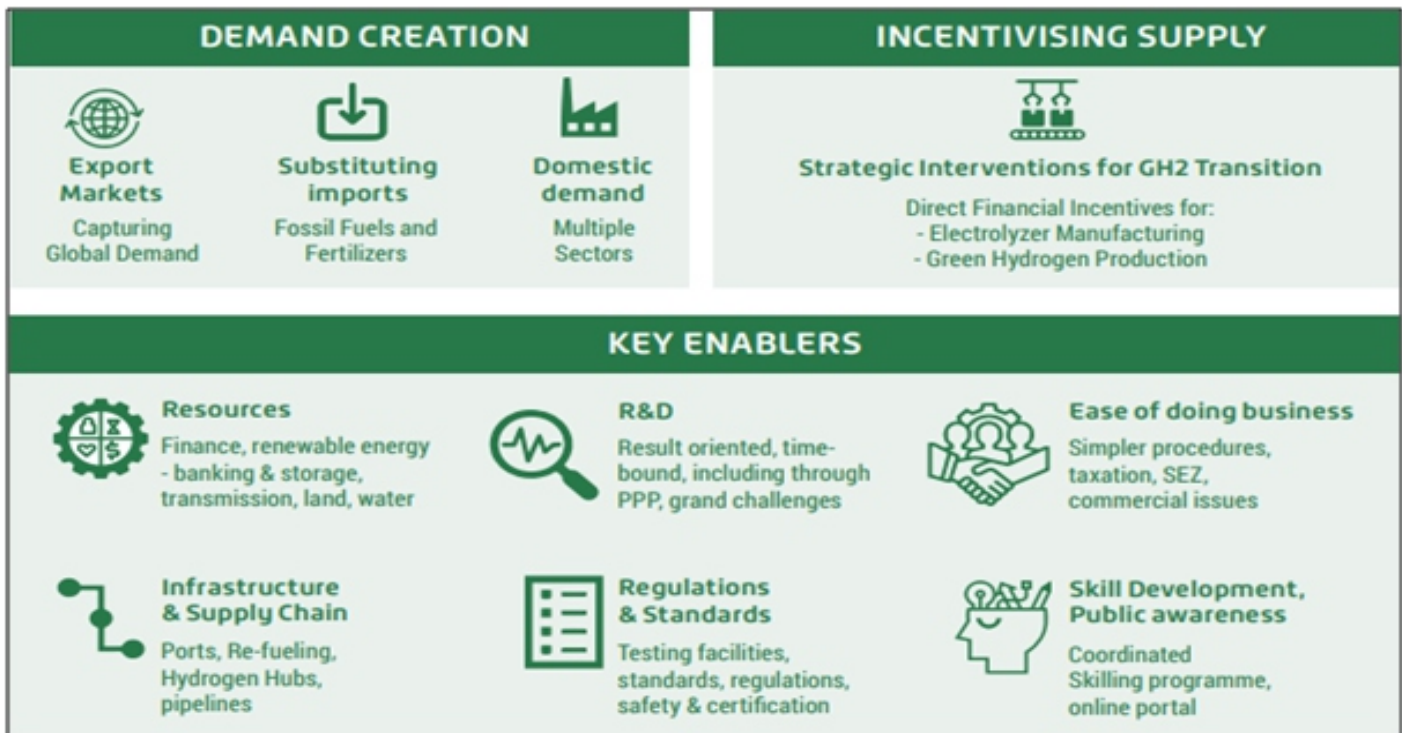 DEMAND CREATION
Export
Markets
Capturing
Global Demand
Substituting
imports
Fossil Fuels and
Fertilizers
Domestic
demand
Multiple
Sectors
INCENTIVISING SUPPLY
Strategic Interventions for GH2 Transition
Direct Financial Incentives for:
- Electrolyzer Manufacturing
- Green Hydrogen Production
KEY ENABLERS
Resources
Finance, renewable energy
- banking & storage,
transmission, land, water
R&D
Result oriented, time-
bound, including through
PPP, grand challenges
Ease of doing business
Simpler procedures,
taxation, SEZ,
commercial issues
Infrastructure
& Supply Chain
Ports, Re-fueling,
Hydrogen Hubs,
pipelines
Regulations
& Standards
Testing facilities,
standards, regulations,
safety & certification
Skill Development,
Public awareness
Coordinated
Skilling programme,
online portal